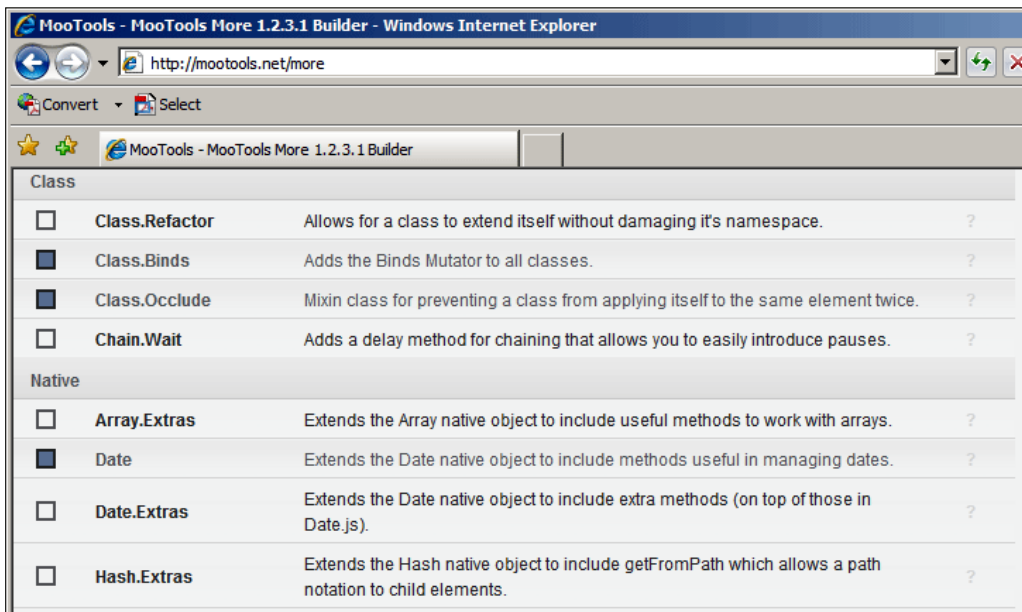 MooTools - MooTools More 1.2.3.1 Builder - Windows Internet Explorer
http://mootools.net/more
Convert Select
MooTools - MooTools More 1.2.3.1 Builder
Class
Class.Refactor Allows for a class to extend itself without damaging it's namespace. ?
Class.Binds Adds the Binds Mutator to all classes. ?
Class.Occlude Mixin class for preventing a class from applying itself to the same element twice. ?
Chain.Wait Adds a delay method for chaining that allows you to easily introduce pauses. ?
Native
Array.Extras Extends the Array native object to include useful methods to work with arrays. ?
Date Extends the Date native object to include methods useful in managing dates. ?
Date.Extras Extends the Date native object to include extra methods (on top of those in
Date.js). ?
Hash.Extras Extends the Hash native object to include getFromPath which allows a path
notation to child elements. ?